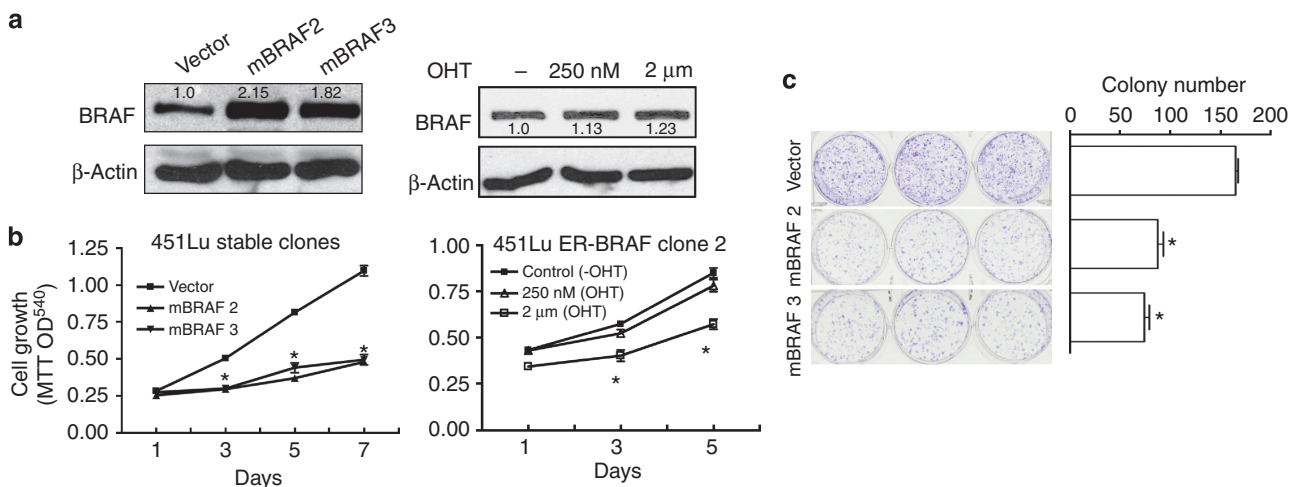 a
Vector
mBRAF2
mBRAF3
1.0
2.15
1.82
BRAF
β-Actin
OHT
–
250 nM
2 μm
BRAF
1.0
1.13
1.23
β-Actin
b
451Lu stable clones
Cell growth
(MTT OD540)
1.25
1.00
0.75
0.50
0.25
0.00
Vector
mBRAF 2
mBRAF 3
*
*
*
1
3
5
7
Days
451Lu ER-BRAF clone 2
1.00
0.75
0.50
0.25
0.00
Control (-OHT)
250 nM (OHT)
2 μm (OHT)
*
*
1
3
5
Days
c
Colony number
0
50
100
150
200
Vector
mBRAF 2
mBRAF 3
*
*